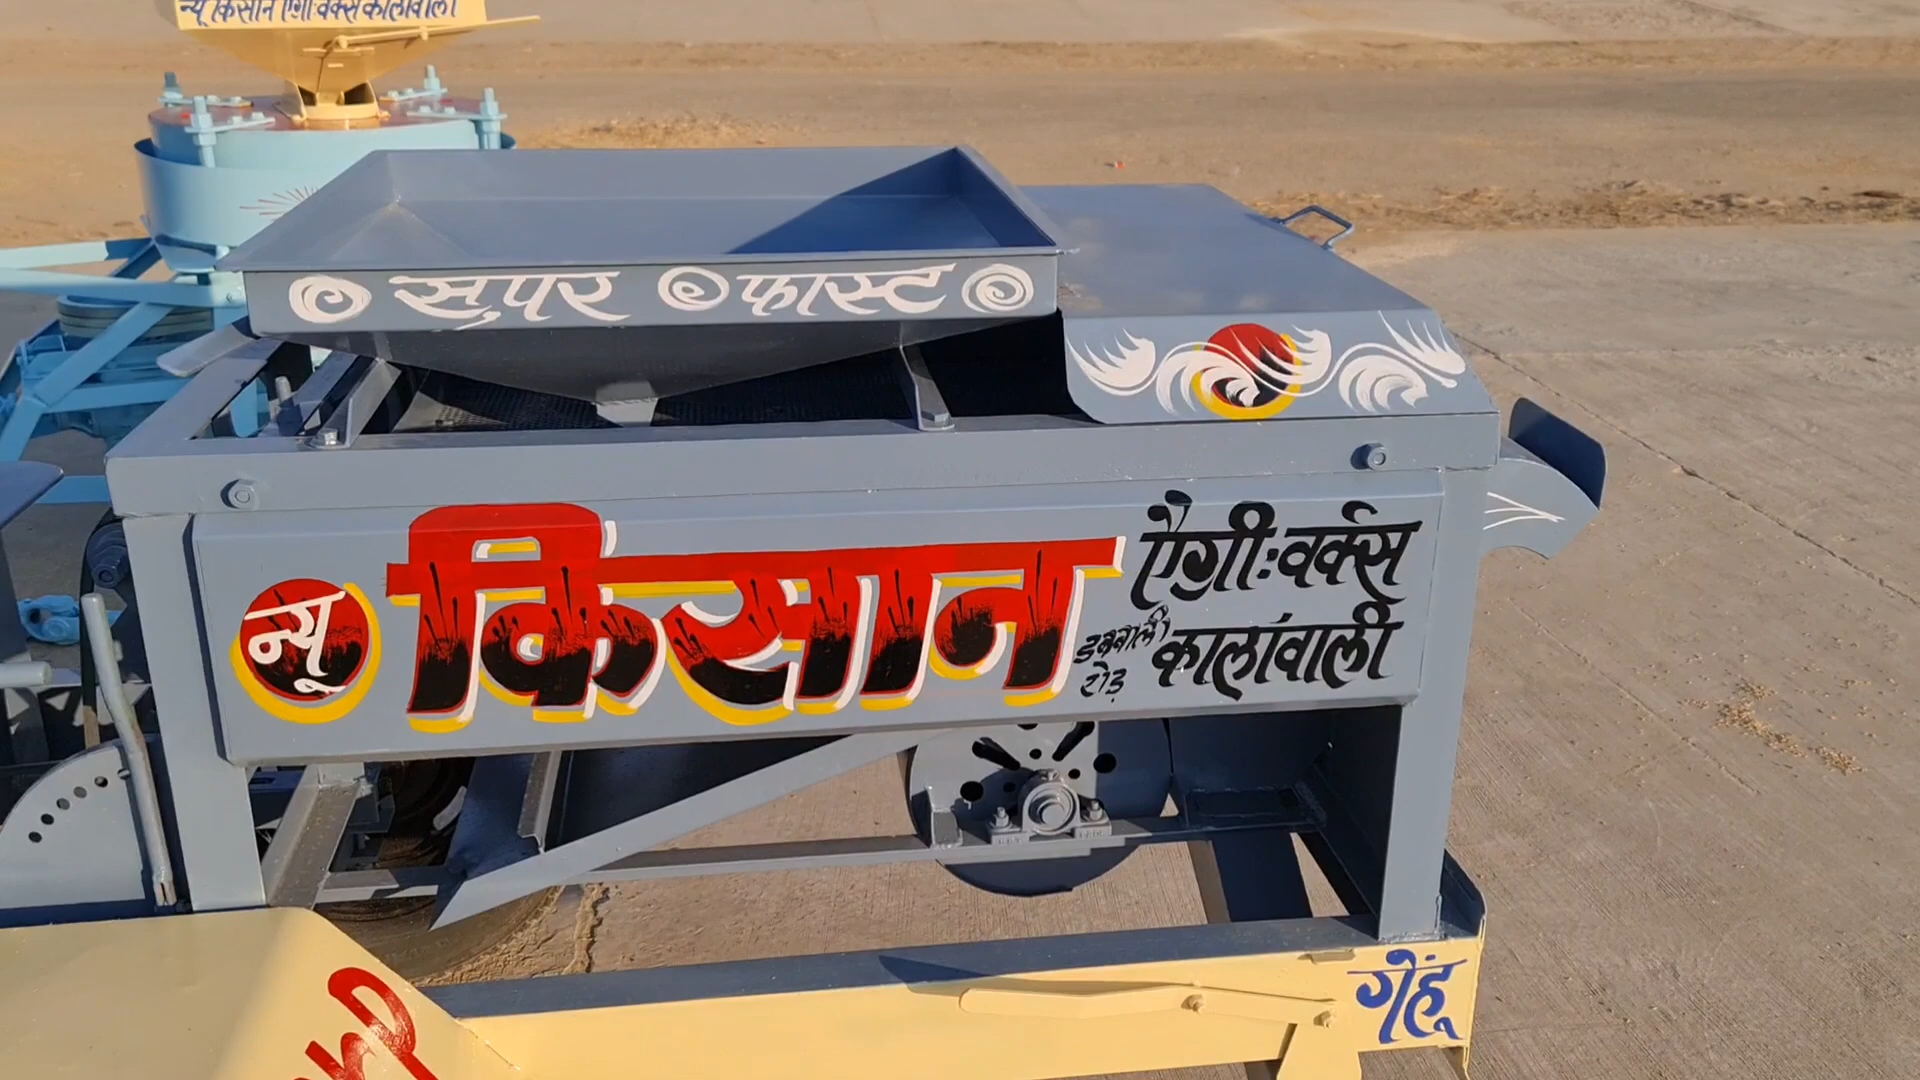 न्यू किसान एग्री वर्क्स कालांवाली
सुपर फास्ट
न्यू किसान ऐग्री: वर्क्स
डबवाली रोड़ कालांवाली
गेहूं